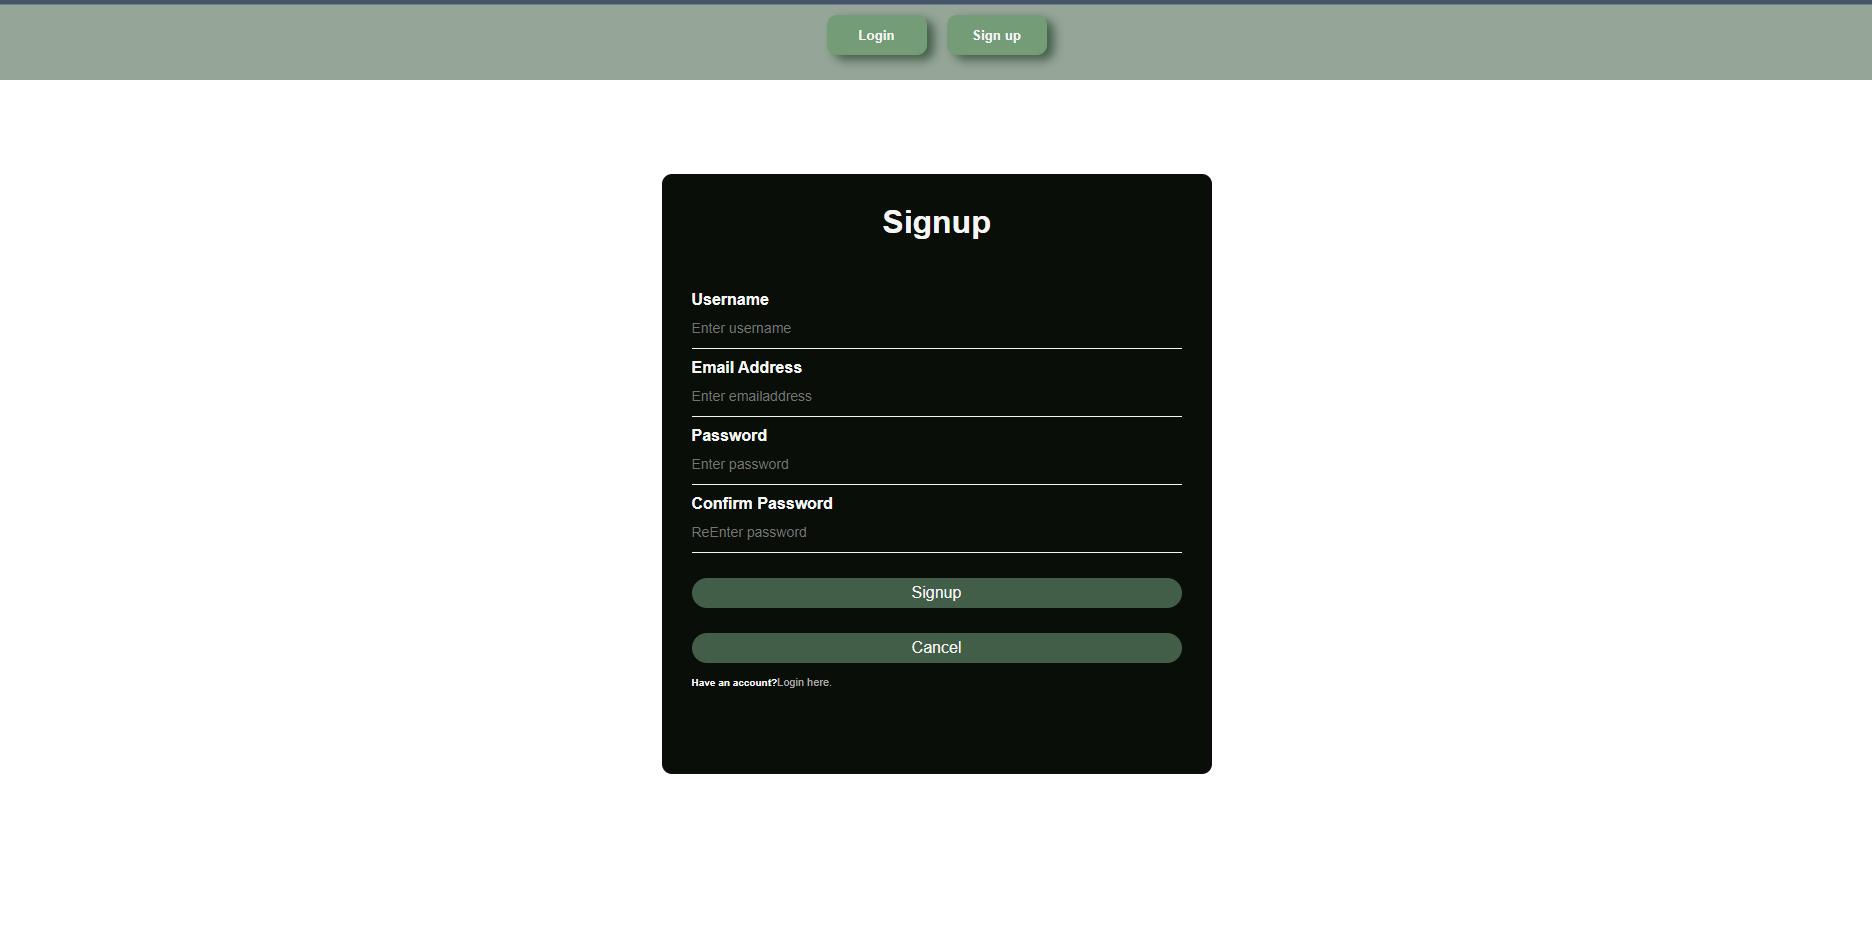 Login Sign up
Signup
Username
Enter username
Email Address
Enter emailaddress
Password
Enter password
Confirm Password
ReEnter password
Signup
Cancel
Have an account?Login here.